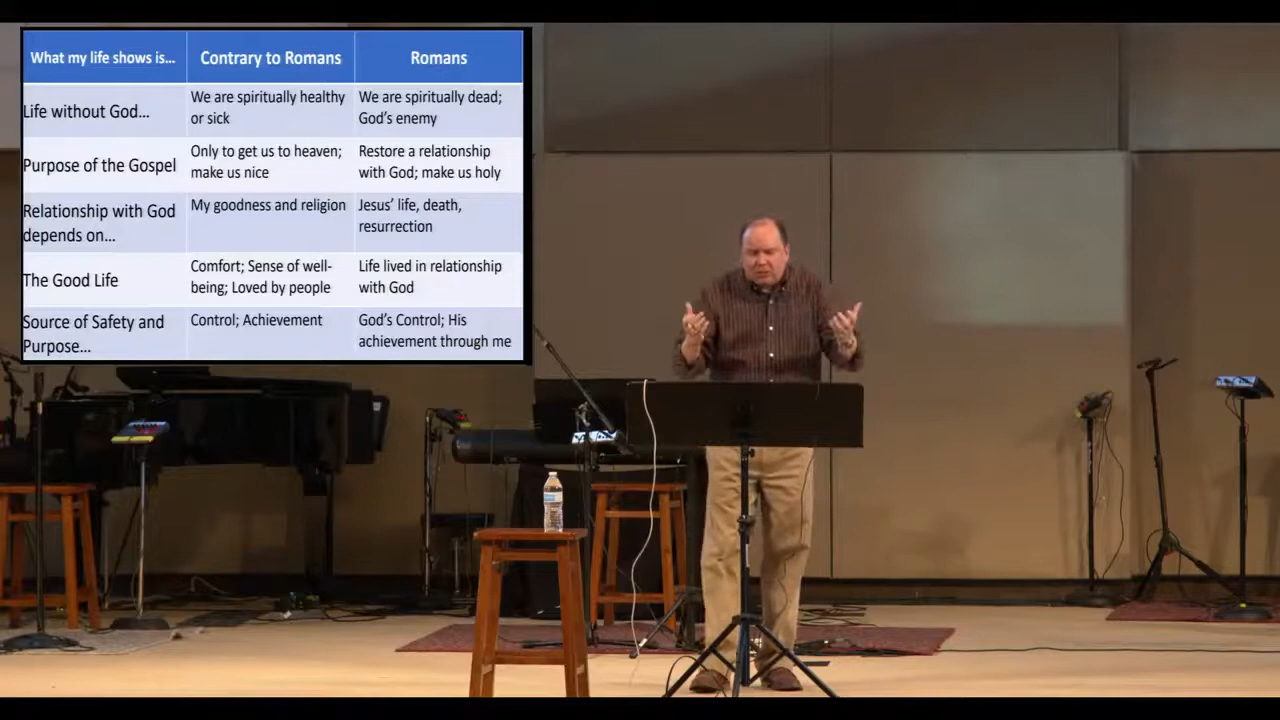 What my life shows is...
Contrary to Romans
Romans
Life without God...
We are spiritually healthy
or sick
We are spiritually dead;
God's enemy
Purpose of the Gospel
Only to get us to heaven;
make us nice
Restore a relationship
with God; make us holy
Relationship with God
depends on...
My goodness and religion
Jesus' life, death,
resurrection
The Good Life
Comfort; Sense of well-
being; Loved by people
Life lived in relationship
with God
Source of Safety and
Purpose...
Control; Achievement
God's Control; His
achievement through me